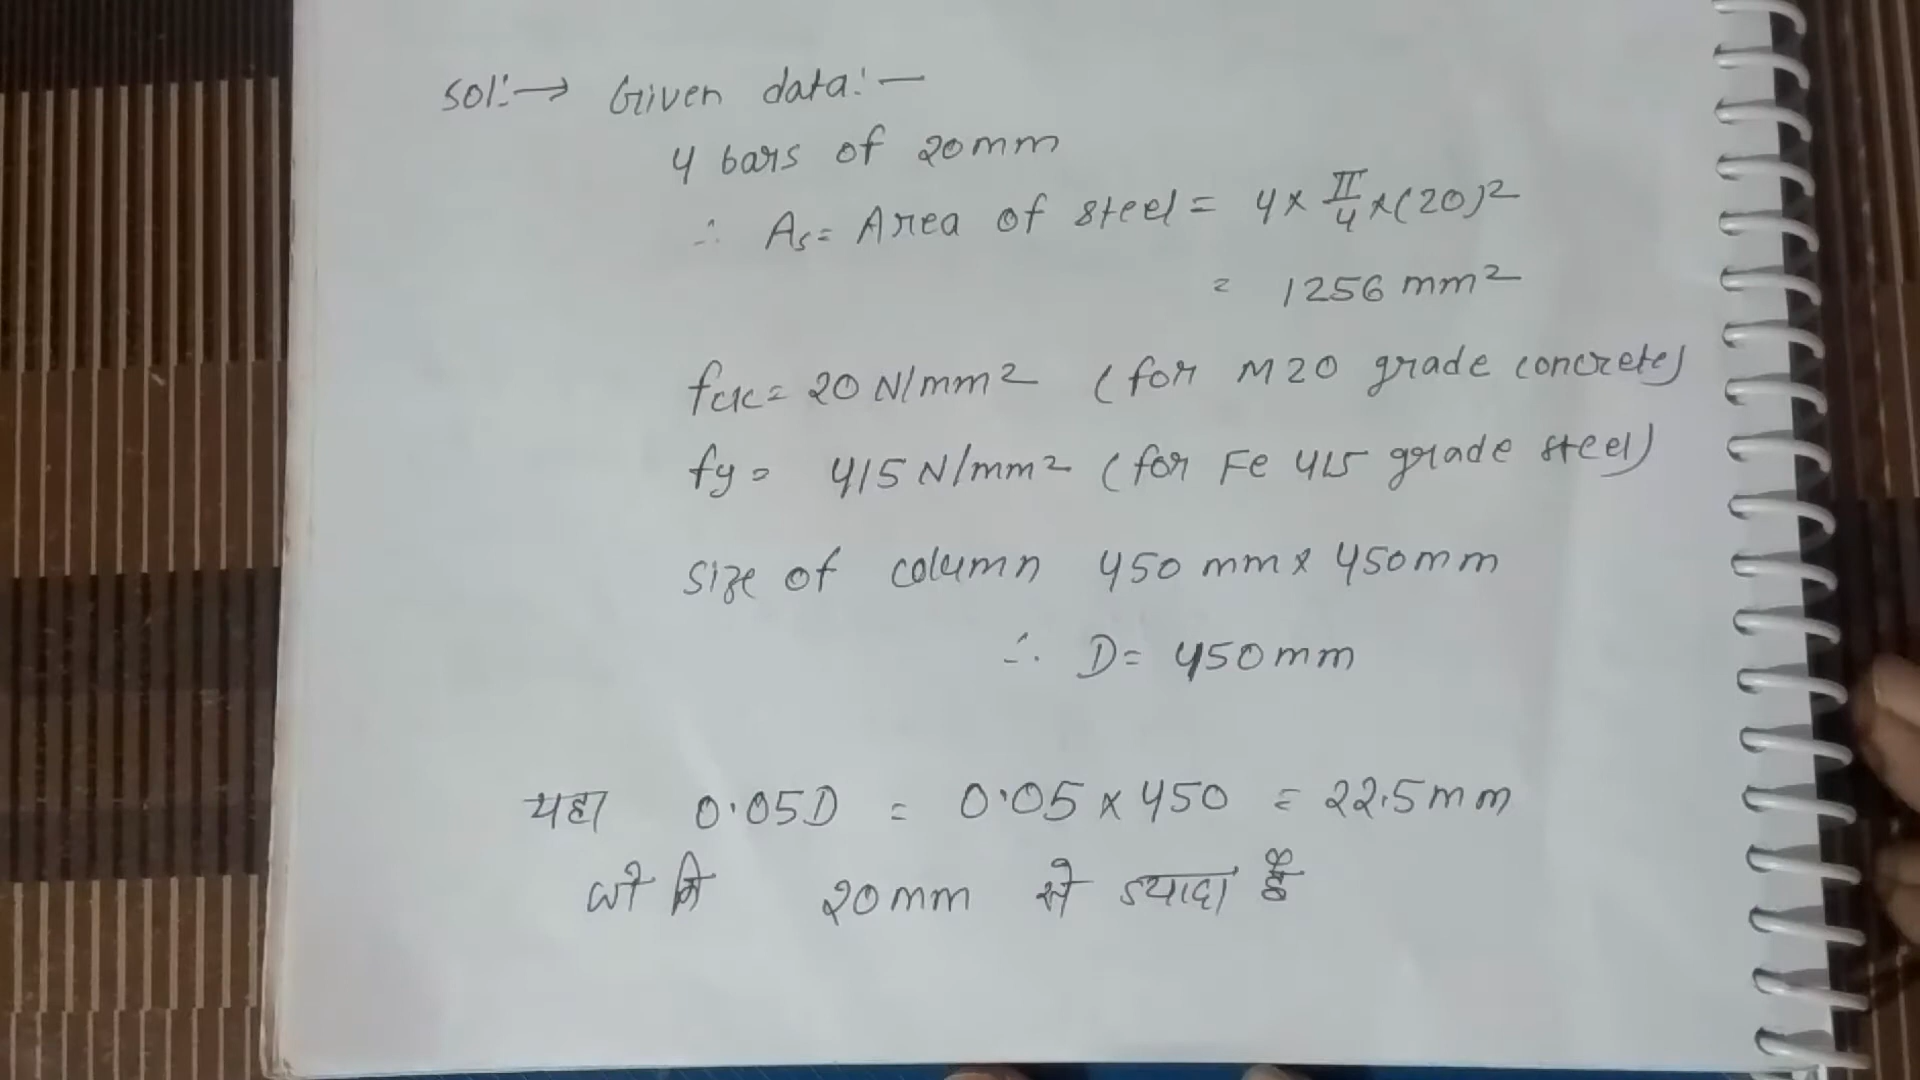 Sol:→ Given data:—
4 bars of 20mm
∴ As= Area of steel = 4 x π/4 x (20)2
= 1256 mm2
fck= 20 N/mm2 (for M20 grade concrete)
fy= 415 N/mm2 (for Fe 415 grade steel)
Size of column 450 mm x 450mm
∴ D= 450mm
यहा 0.05D = 0.05 x 450 = 22.5mm
20mm से ज्यादा है